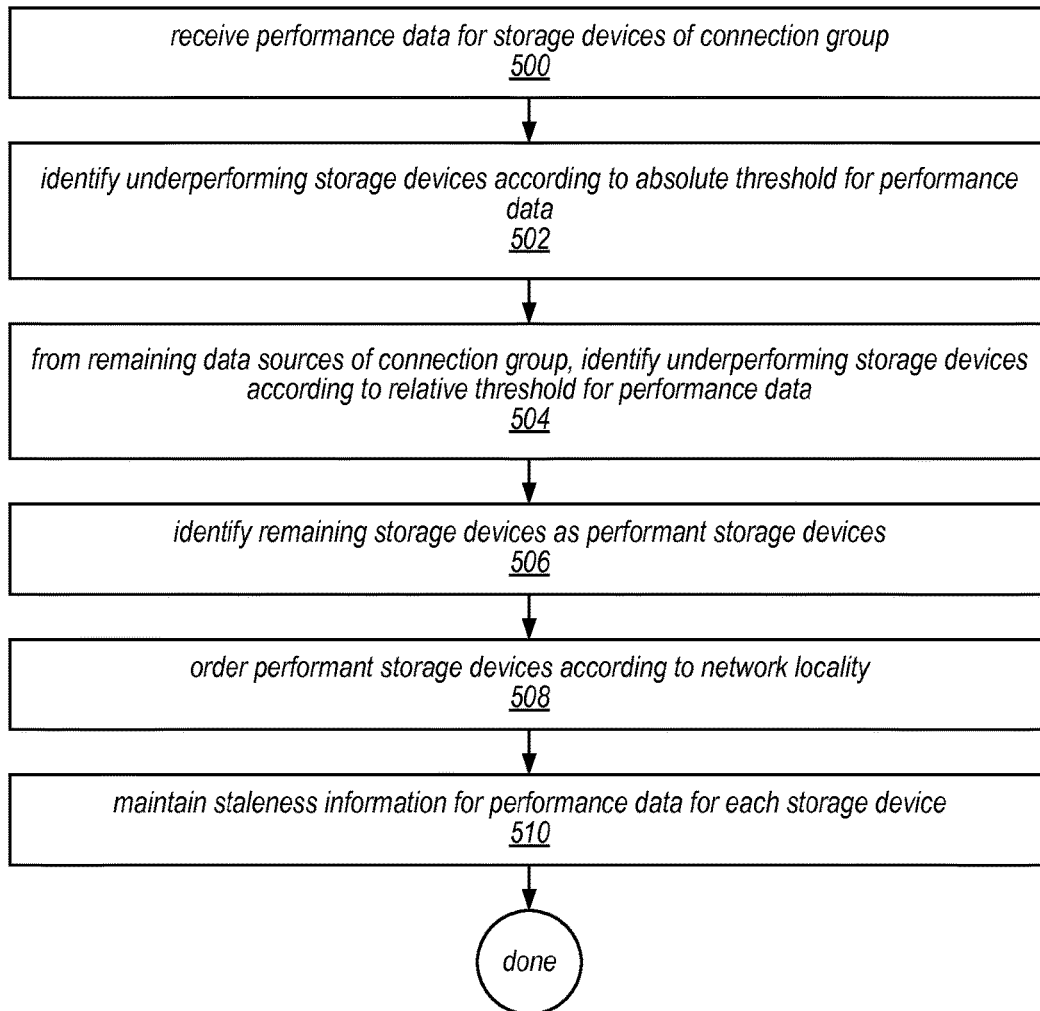 receive performance data for storage devices of connection group
500
identify underperforming storage devices according to absolute threshold for performance
data
502
from remaining data sources of connection group, identify underperforming storage devices
according to relative threshold for performance data
504
identify remaining storage devices as performant storage devices
506
order performant storage devices according to network locality
508
maintain staleness information for performance data for each storage device
510
done